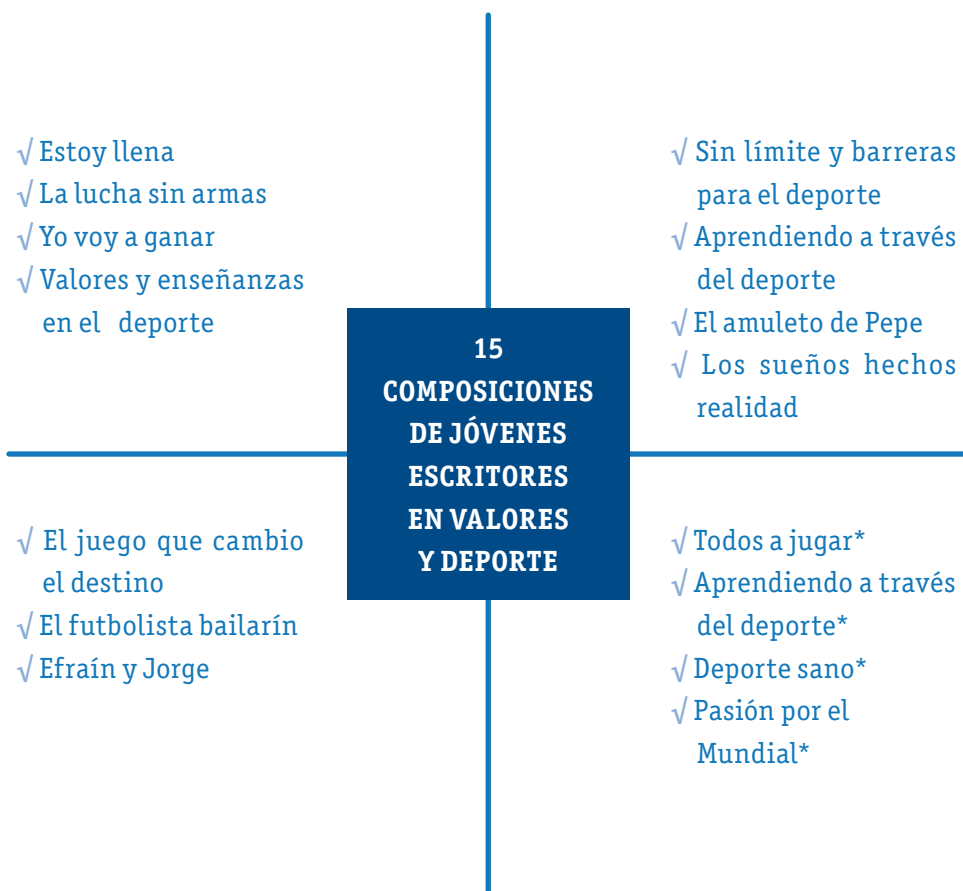 √ Estoy llena
√ La lucha sin armas
√ Yo voy a ganar
√ Valores y enseñanzas
en el deporte
√ Sin límite y barreras
para el deporte
√ Aprendiendo a través
del deporte
√ El amuleto de Pepe
√ Los sueños hechos
realidad
15
COMPOSICIONES
DE JÓVENES
ESCRITORES
EN VALORES
Y DEPORTE
√ El juego que cambio
el destino
√ El futbolista bailarín
√ Efraín y Jorge
√ Todos a jugar*
√ Aprendiendo a través
del deporte*
√ Deporte sano*
√ Pasión por el
Mundial*